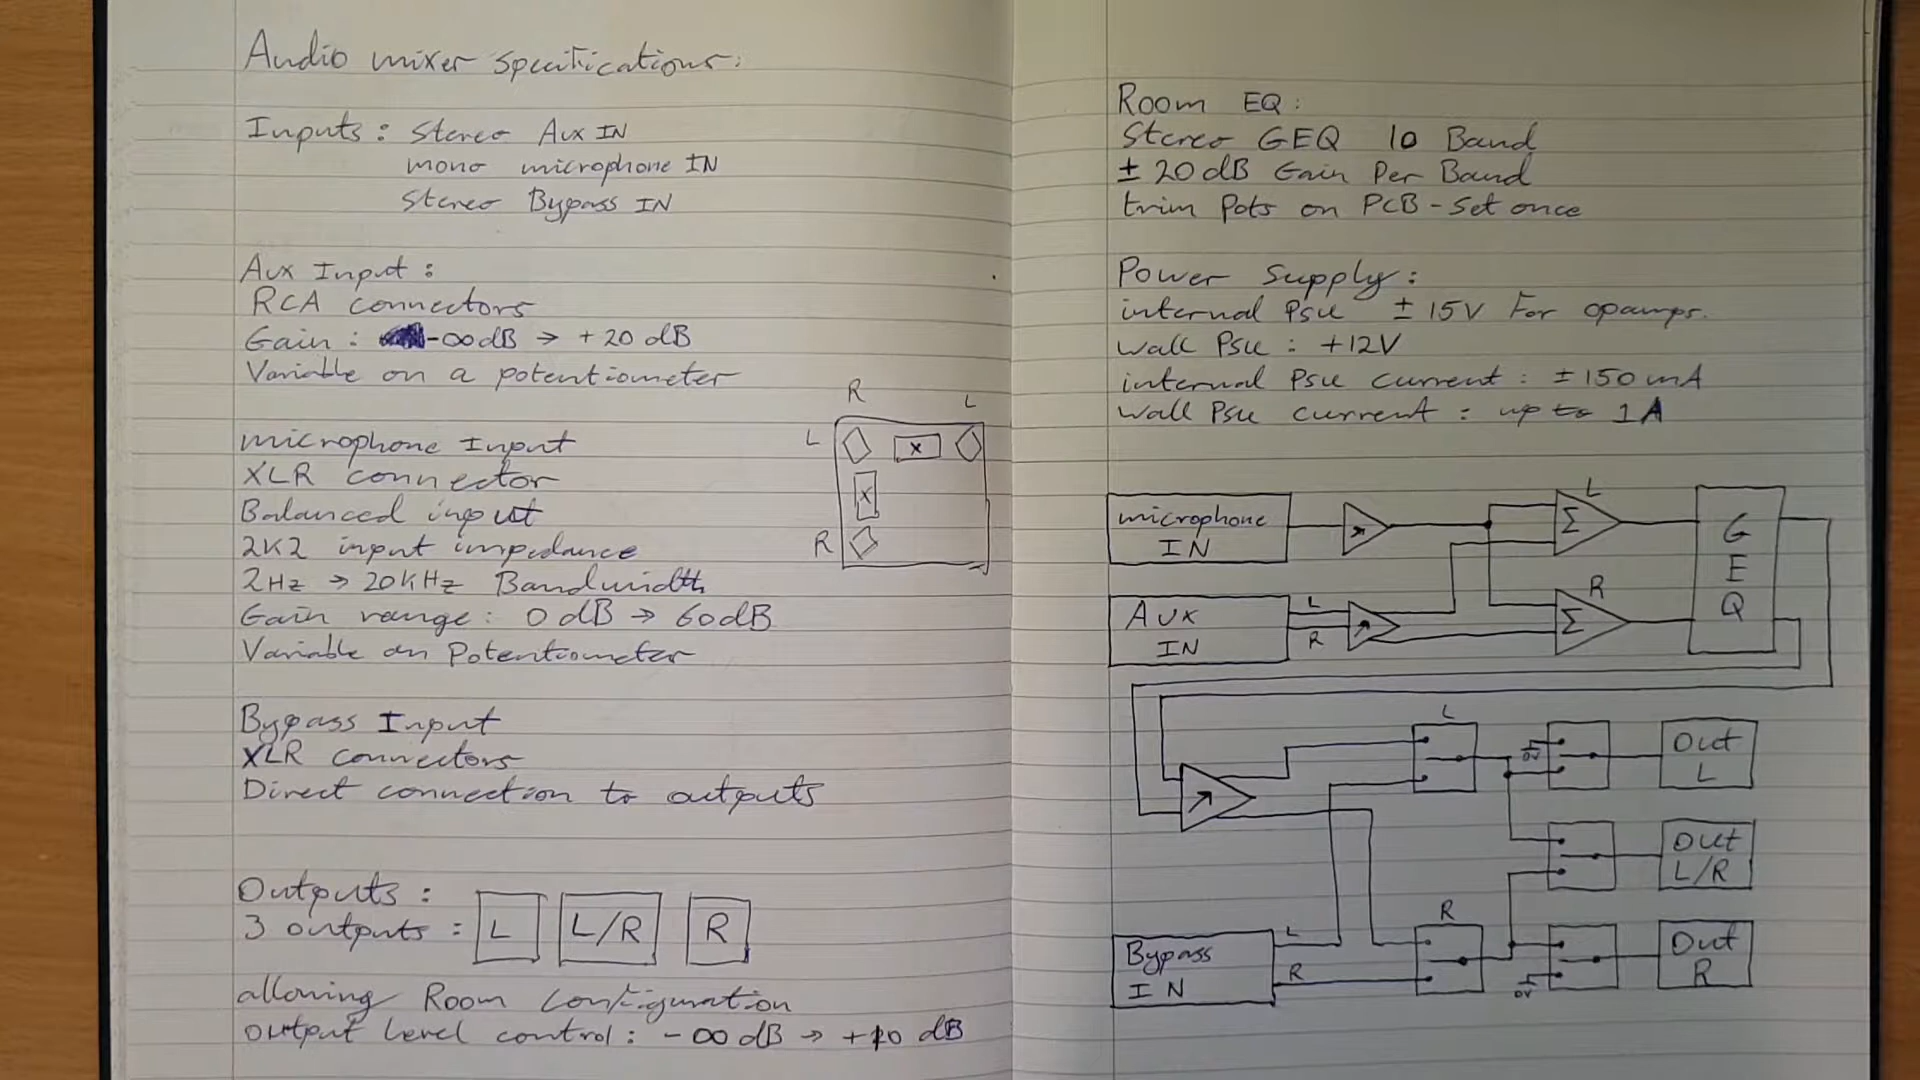 Audio mixer specifications:
Inputs: Stereo Aux IN
mono microphone IN
Stereo Bypass IN
Aux Input:
RCA connectors
Gain: -∞dB → +20 dB
Variable on a potentiometer
R
L
L
X
X
R
microphone Input
XLR connector
Balanced input
2K2 input impedance
2Hz → 20KHz Bandwidth
Gain range: 0dB → 60dB
Variable on Potentiometer
Bypass Input
XLR connectors
Direct connection to outputs
Outputs:
3 outputs: L L/R R
allowing Room configuration
output level control: -∞dB → +10 dB
Room EQ:
Stereo GEQ 10 Band
± 20dB Gain Per Band
trim Pots on PCB - Set once
Power Supply:
internal Psu ± 15V For opamps.
Wall Psu: +12V
internal Psu current: ±150mA
Wall Psu current: up to 1A
microphone
IN
L
Σ
GEQ
AUX
IN
L
R
R
Σ
L
0V
Out
L
Out
L/R
Bypass
IN
L
R
R
0V
Out
R